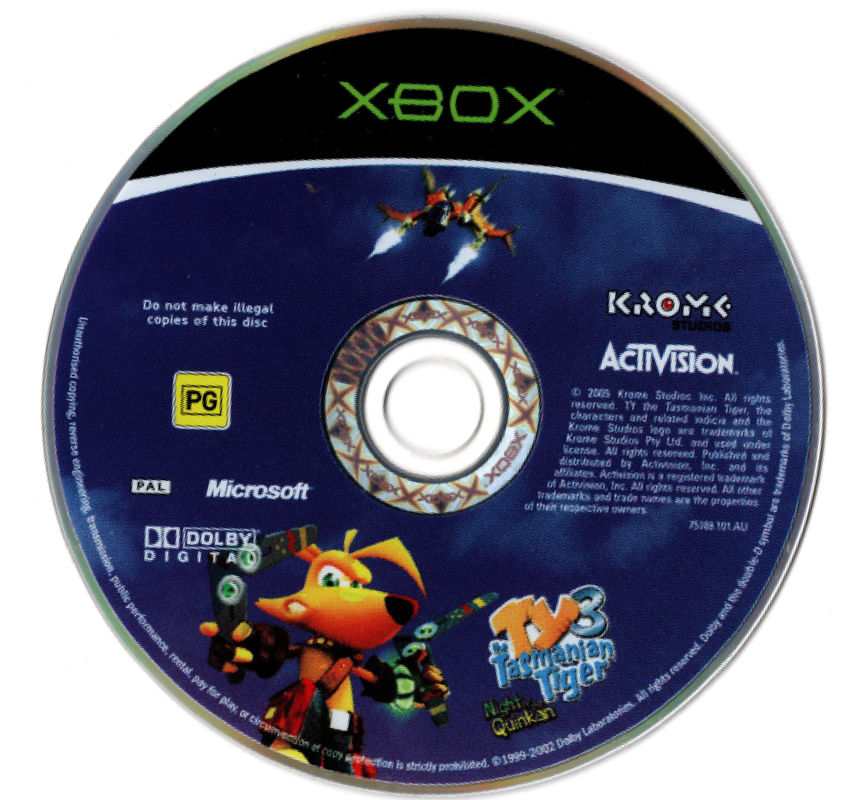 XBOX
Do not make illegal
copies of this disc
KROME
STUDIOS
ACTIVISION
PG
© 2005 Krome Studios Inc. All rights
reserved. TY the Tasmanian Tiger, the
characters and related indicia and the
Krome Studios logo are trademarks of
Krome Studios Pty Ltd. and used under
license. All rights reserved. Published and
distributed by Activision, Inc. and its
affiliates. Activision is a registered trademark
of Activision, Inc. All rights reserved. All other
trademarks and trade names are the properties
of their respective owners.
75788.101.AU
PAL
Microsoft
DOLBY
DIGITAL
TY3
the
Tasmanian
Tiger
Night of the
Quinkan
XBOX
Unauthorised copying, reverse engineering, transmission, public performance, rental, pay for play, or circumvention of copy protection is strictly prohibited. ©1999-2002 Dolby Laboratories. All rights reserved. Dolby and the double-D symbol are trademarks of Dolby Laboratories.